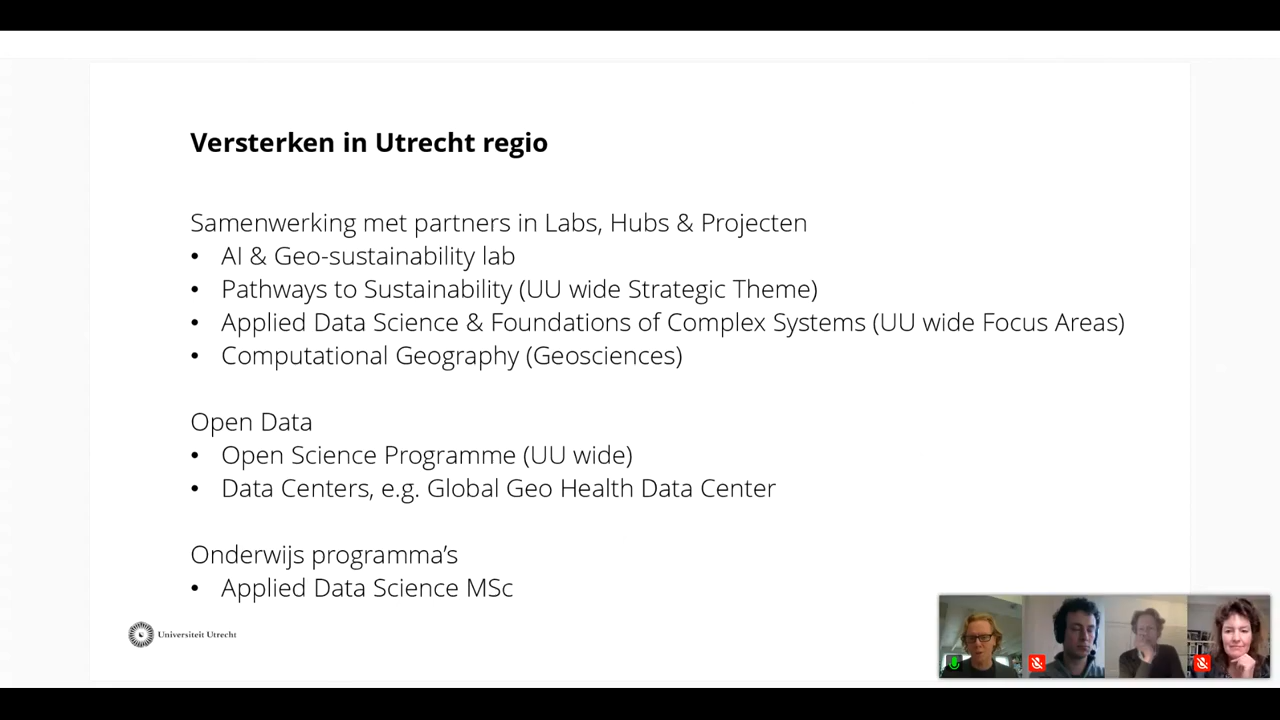 Versterken in Utrecht regio
Samenwerking met partners in Labs, Hubs & Projecten
• AI & Geo-sustainability lab
• Pathways to Sustainability (UU wide Strategic Theme)
• Applied Data Science & Foundations of Complex Systems (UU wide Focus Areas)
• Computational Geography (Geosciences)
Open Data
• Open Science Programme (UU wide)
• Data Centers, e.g. Global Geo Health Data Center
Onderwijs programma’s
• Applied Data Science MSc
Universiteit Utrecht